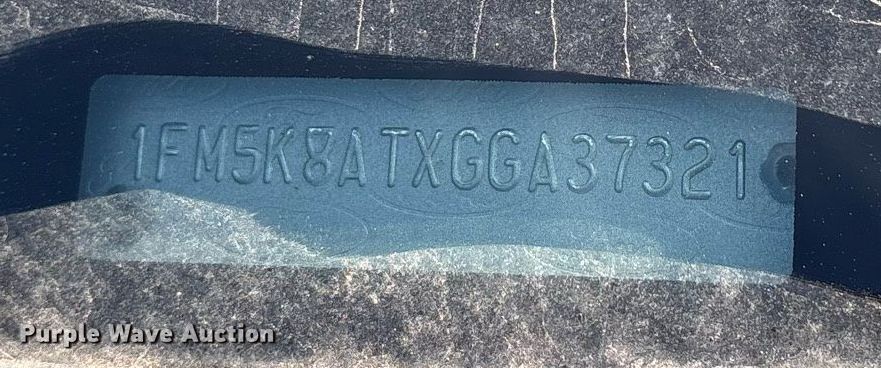 1FM5K8ATXGGA37321
Purple Wave Auction